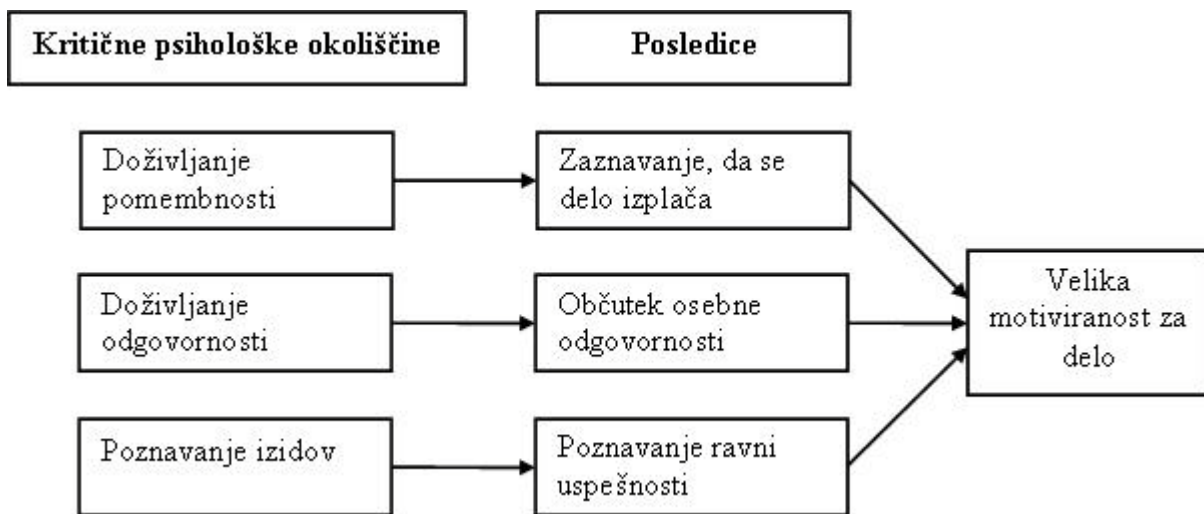 Kritične psihološke okoliščine
Posledice
Doživljanje
pomembnosti
Zaznavanje, da se
delo izplača
Doživljanje
odgovornosti
Občutek osebne
odgovornosti
Velika
motiviranost za
delo
Poznavanje izidov
Poznavanje ravni
uspešnosti